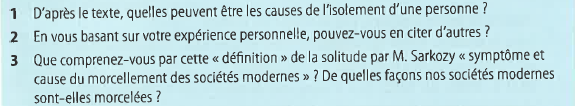 1 D'après le texte, quelles peuvent être les causes de l'isolement d'une personne ?
2 En vous basant sur votre expérience personnelle, pouvez-vous en citer d'autres ?
3 Que comprenez-vous par cette « définition » de la solitude par M. Sarkozy « symptôme et
cause du morcellement des sociétés modernes » ? De quelles façons nos sociétés modernes
sont-elles morcelées ?